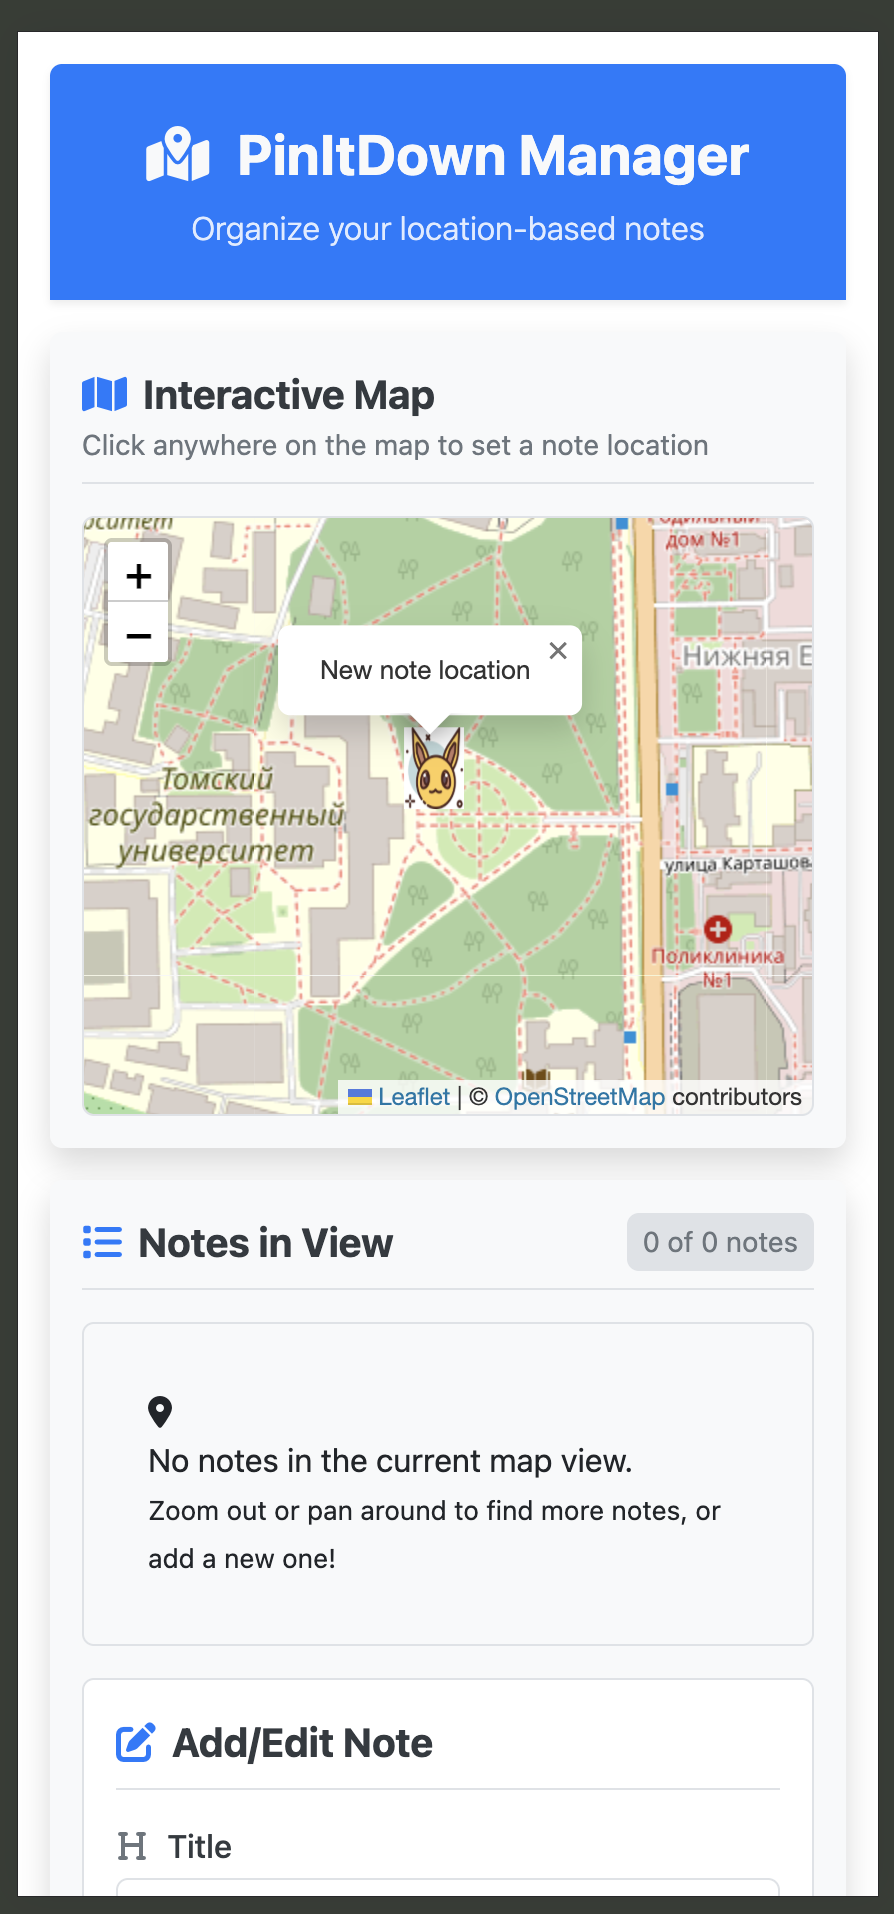 PinItDown Manager
Organize your location-based notes
Interactive Map
Click anywhere on the map to set a note location
+
−
дом №1
New note location
×
Нижняя Е
Томский
государственный
университет
улица Карташов
Поликлиника
№1
Leaflet | © OpenStreetMap contributors
Notes in View
0 of 0 notes
No notes in the current map view.
Zoom out or pan around to find more notes, or
add a new one!
Add/Edit Note
H Title